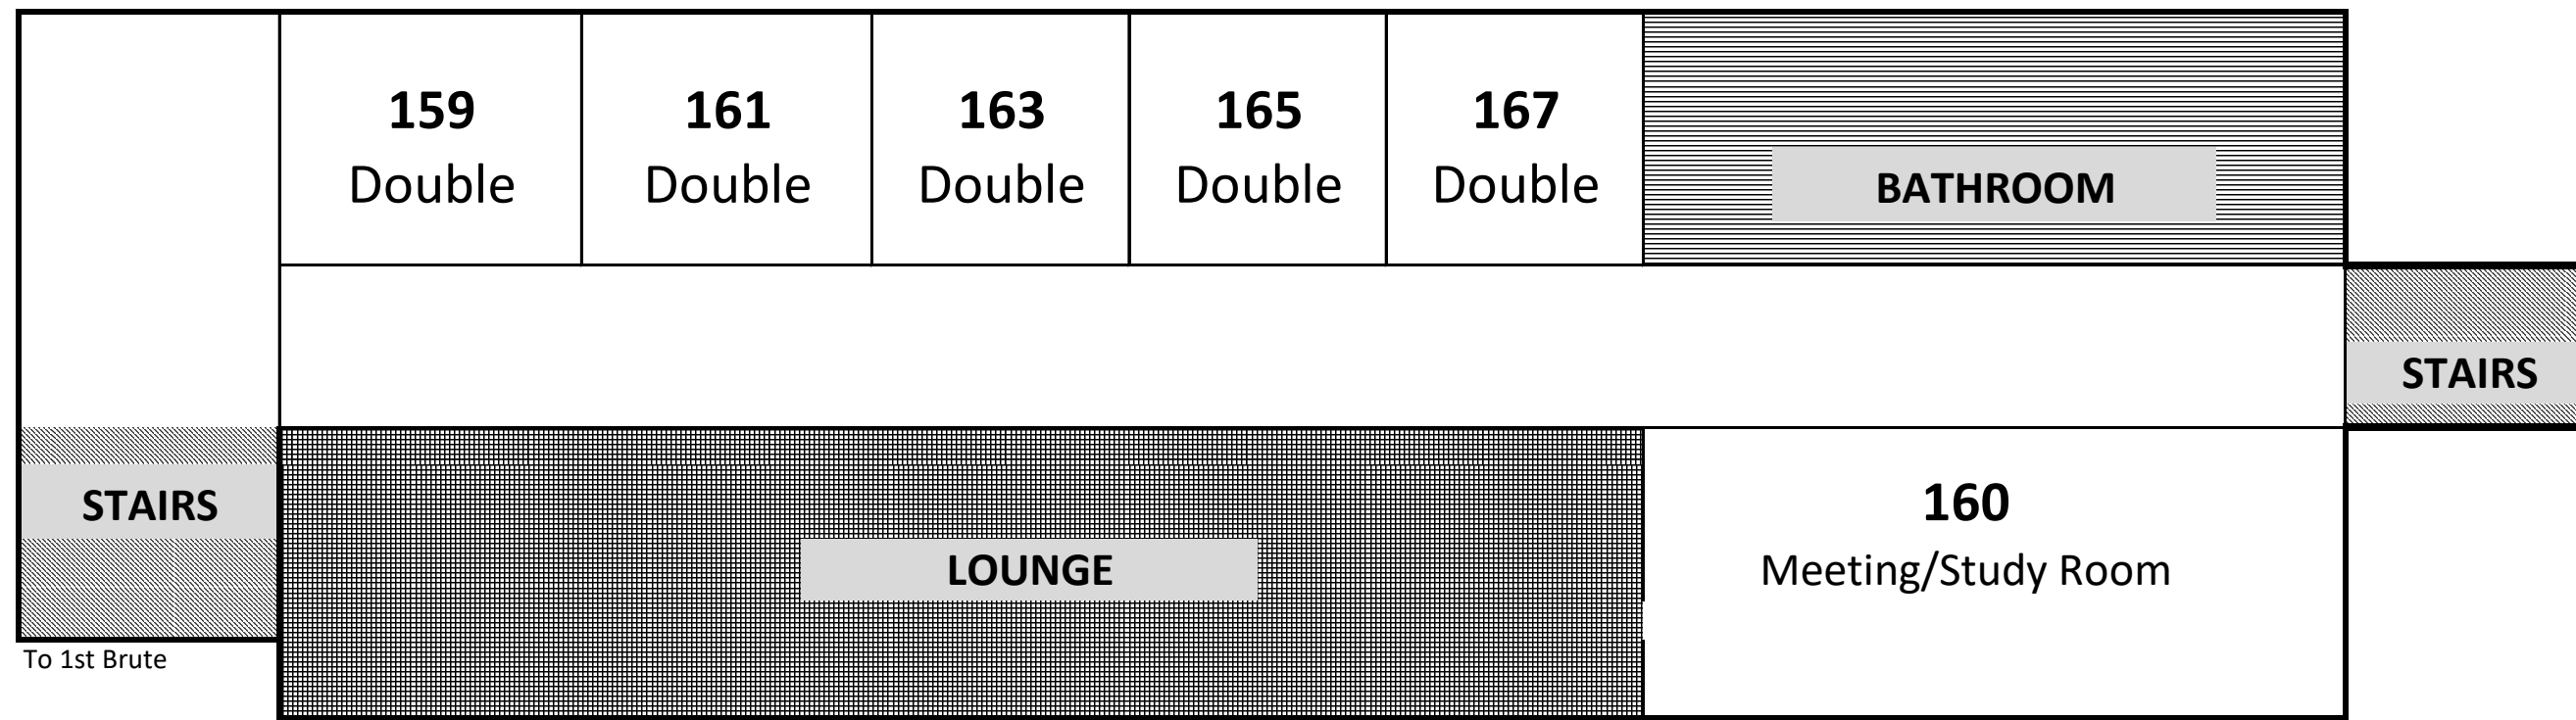 159
Double
161
Double
163
Double
165
Double
167
Double
BATHROOM
STAIRS
STAIRS
LOUNGE
160
Meeting/Study Room
To 1st Brute